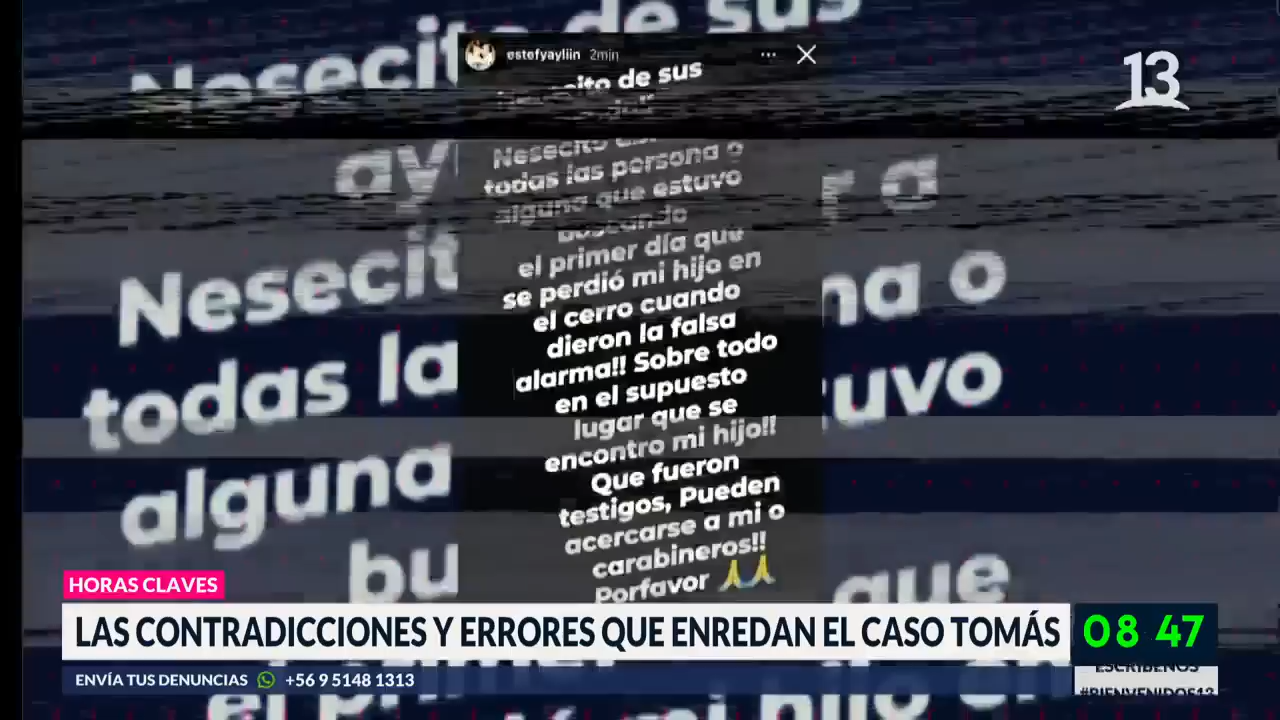 estefyayliin 2min
13
Nesecito de sus
Nesecito
todas las persona o
alguna que estuvo
buscando
el primer día que
se perdió mi hijo en
el cerro cuando
dieron la falsa
alarma!! Sobre todo
en el supuesto
lugar que se
encontro mi hijo!!
Que fueron
testigos, Pueden
acercarse a mi o
carabineros!!
Porfavor 🙏🙏
HORAS CLAVES
LAS CONTRADICCIONES Y ERRORES QUE ENREDAN EL CASO TOMÁS
08 47
ENVÍA TUS DENUNCIAS +56 9 5148 1313
ESCRÍBENOS
#BIENVENIDOS13